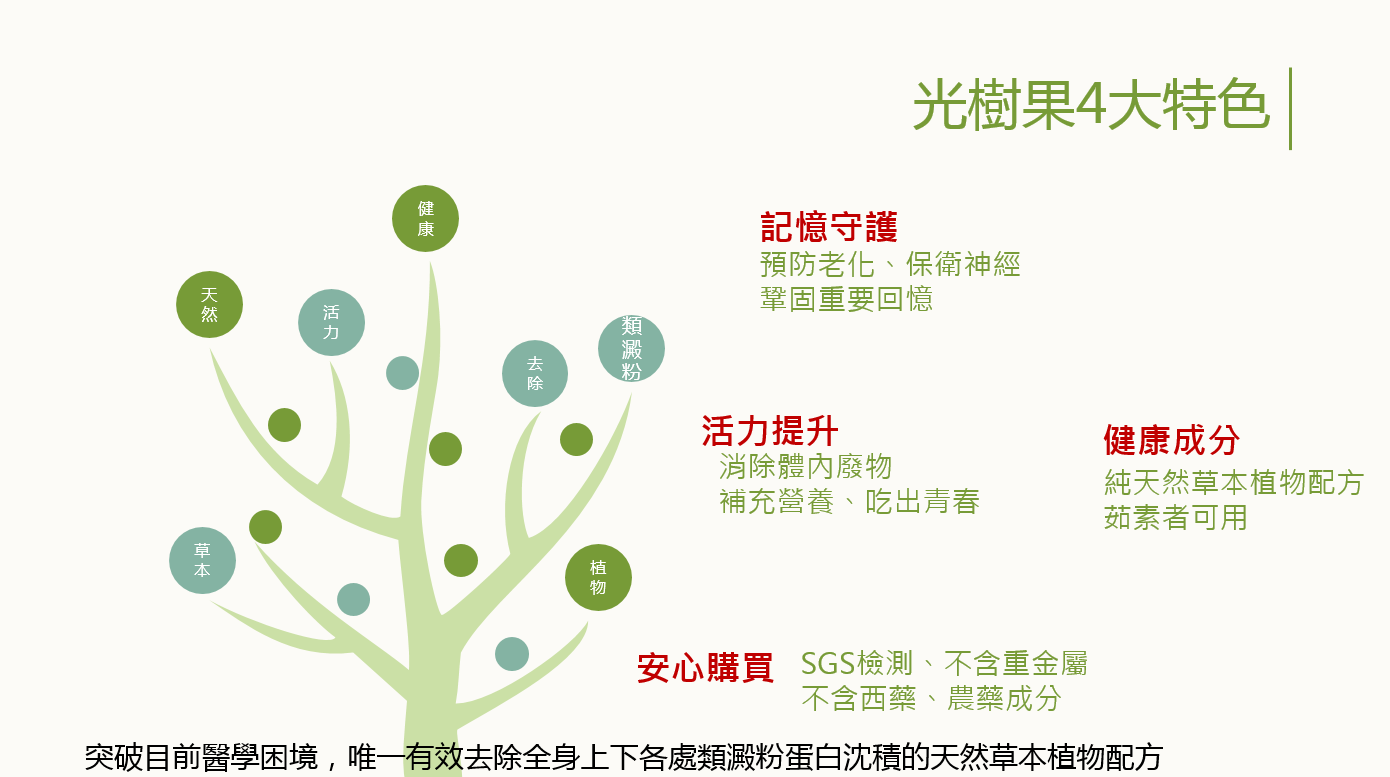 光樹果4大特色
健
康
天
然
活
力
去
除
類
澱
粉
草
本
植
物
記憶守護
預防老化、保衛神經
鞏固重要回憶
活力提升
消除體內廢物
補充營養、吃出青春
健康成分
純天然草本植物配方
茹素者可用
安心購買
SGS檢測、不含重金屬
不含西藥、農藥成分
突破目前醫學困境，唯一有效去除全身上下各處類澱粉蛋白沈積的天然草本植物配方